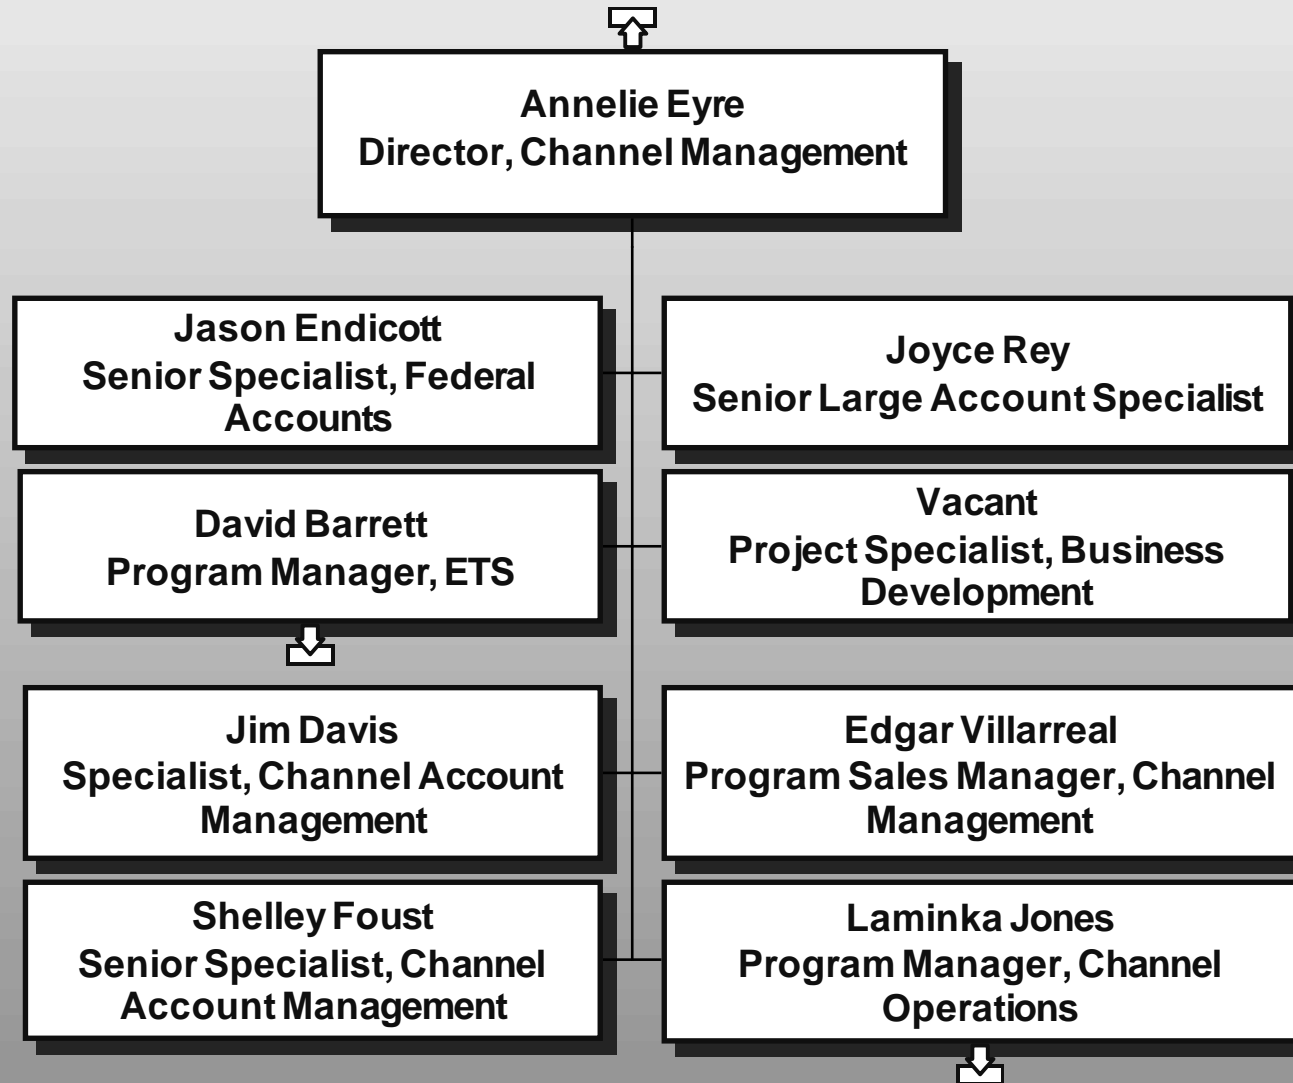 Annelie Eyre
Director, Channel Management
Jason Endicott
Senior Specialist, Federal
Accounts
Joyce Rey
Senior Large Account Specialist
David Barrett
Program Manager, ETS
Vacant
Project Specialist, Business
Development
Jim Davis
Specialist, Channel Account
Management
Edgar Villarreal
Program Sales Manager, Channel
Management
Shelley Foust
Senior Specialist, Channel
Account Management
Laminka Jones
Program Manager, Channel
Operations